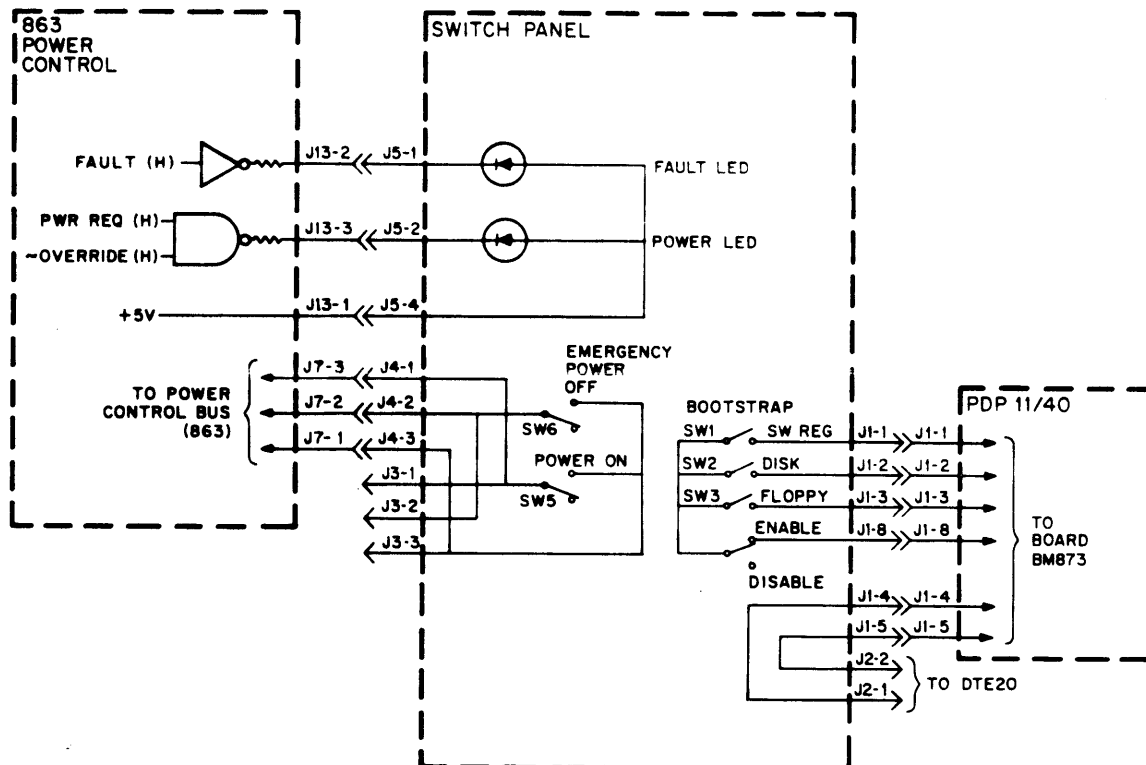 863
POWER
CONTROL
SWITCH PANEL
FAULT (H)
J13-2
J5-1
FAULT LED
PWR REQ (H)
~OVERRIDE (H)
J13-3
J5-2
POWER LED
+5V
J13-1
J5-4
TO POWER
CONTROL BUS
(863)
J7-3
J4-1
J7-2
J4-2
J7-1
J4-3
J3-1
J3-2
J3-3
EMERGENCY
POWER
OFF
SW6
POWER ON
SW5
BOOTSTRAP
SW1
SW REG
SW2
DISK
SW3
FLOPPY
ENABLE
DISABLE
J1-1
J1-1
J1-2
J1-2
J1-3
J1-3
J1-8
J1-8
J1-4
J1-4
J1-5
J1-5
J2-2
J2-1
TO DTE20
PDP 11/40
TO
BOARD
BM873